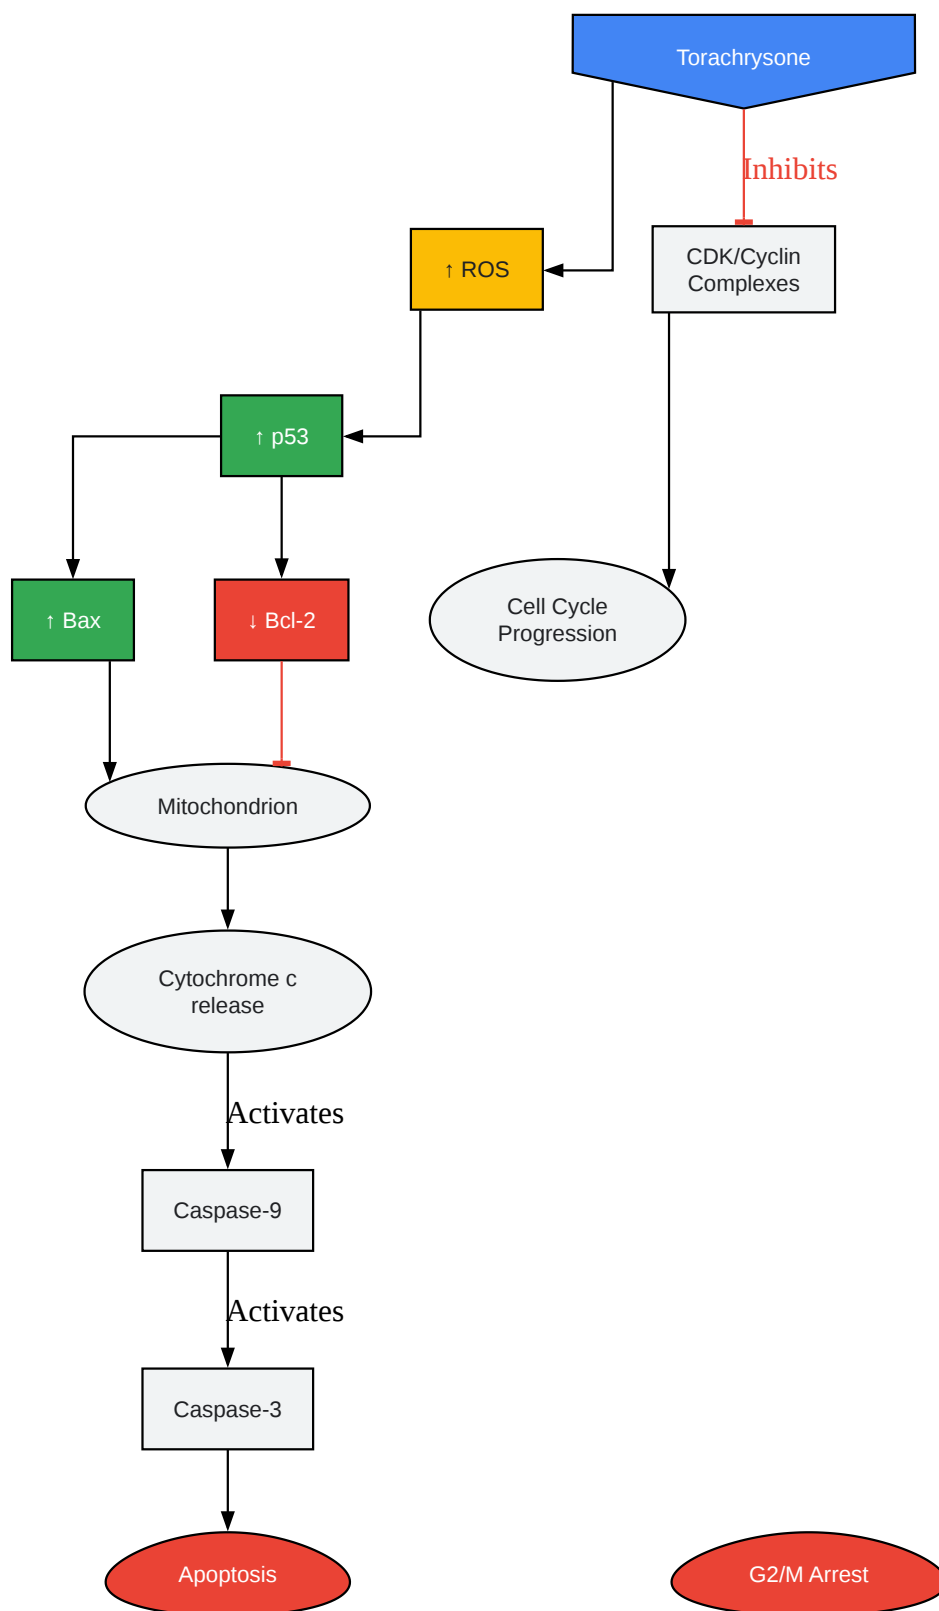 Torachrysone
Inhibits
↑ ROS
CDK/Cyclin
Complexes
↑ p53
↑ Bax
↓ Bcl-2
Cell Cycle
Progression
Mitochondrion
Cytochrome c
release
Activates
Caspase-9
Activates
Caspase-3
Apoptosis
G2/M Arrest